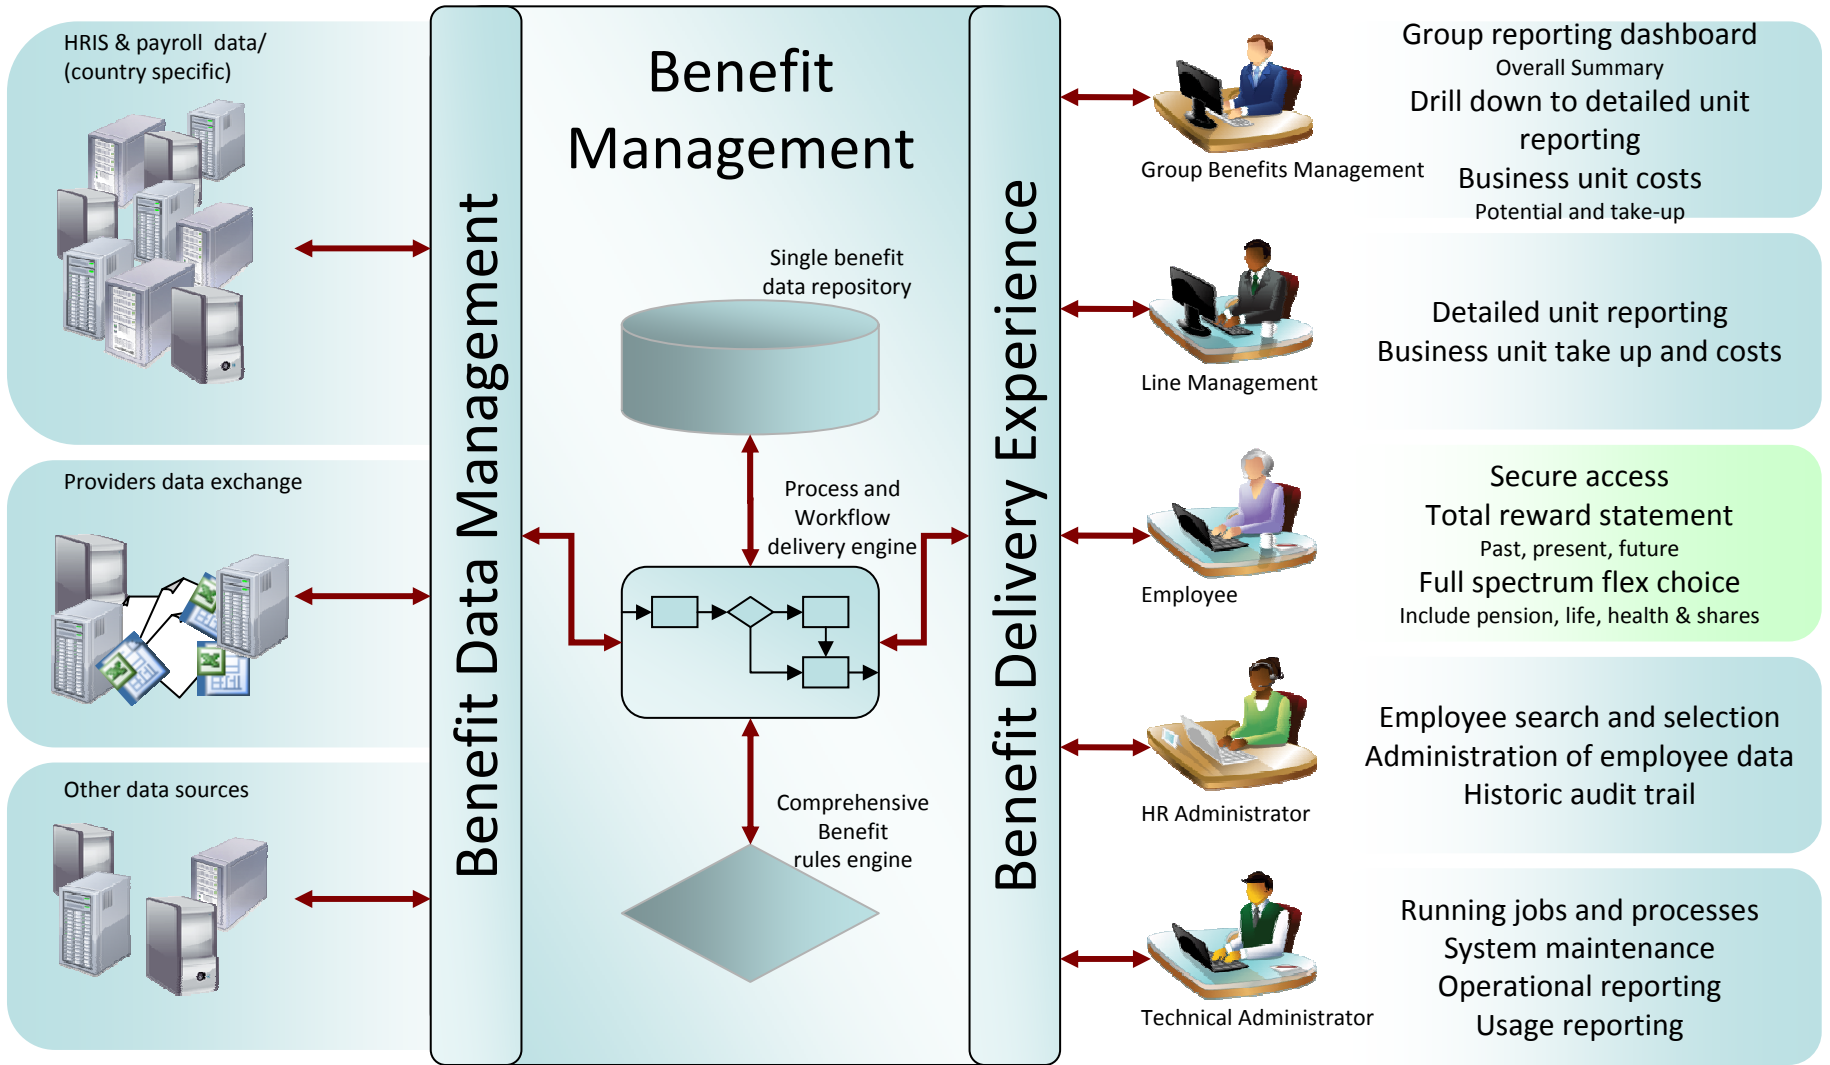 HRIS & payroll data/
(country specific)
Providers data exchange
Other data sources
Benefit Data Management
Benefit
Management
Single benefit
data repository
Process and
Workflow
delivery engine
Comprehensive
Benefit
rules engine
Benefit Delivery Experience
Group Benefits Management
Group reporting dashboard
Overall Summary
Drill down to detailed unit
reporting
Business unit costs
Potential and take-up
Line Management
Detailed unit reporting
Business unit take up and costs
Employee
Secure access
Total reward statement
Past, present, future
Full spectrum flex choice
Include pension, life, health & shares
HR Administrator
Employee search and selection
Administration of employee data
Historic audit trail
Technical Administrator
Running jobs and processes
System maintenance
Operational reporting
Usage reporting